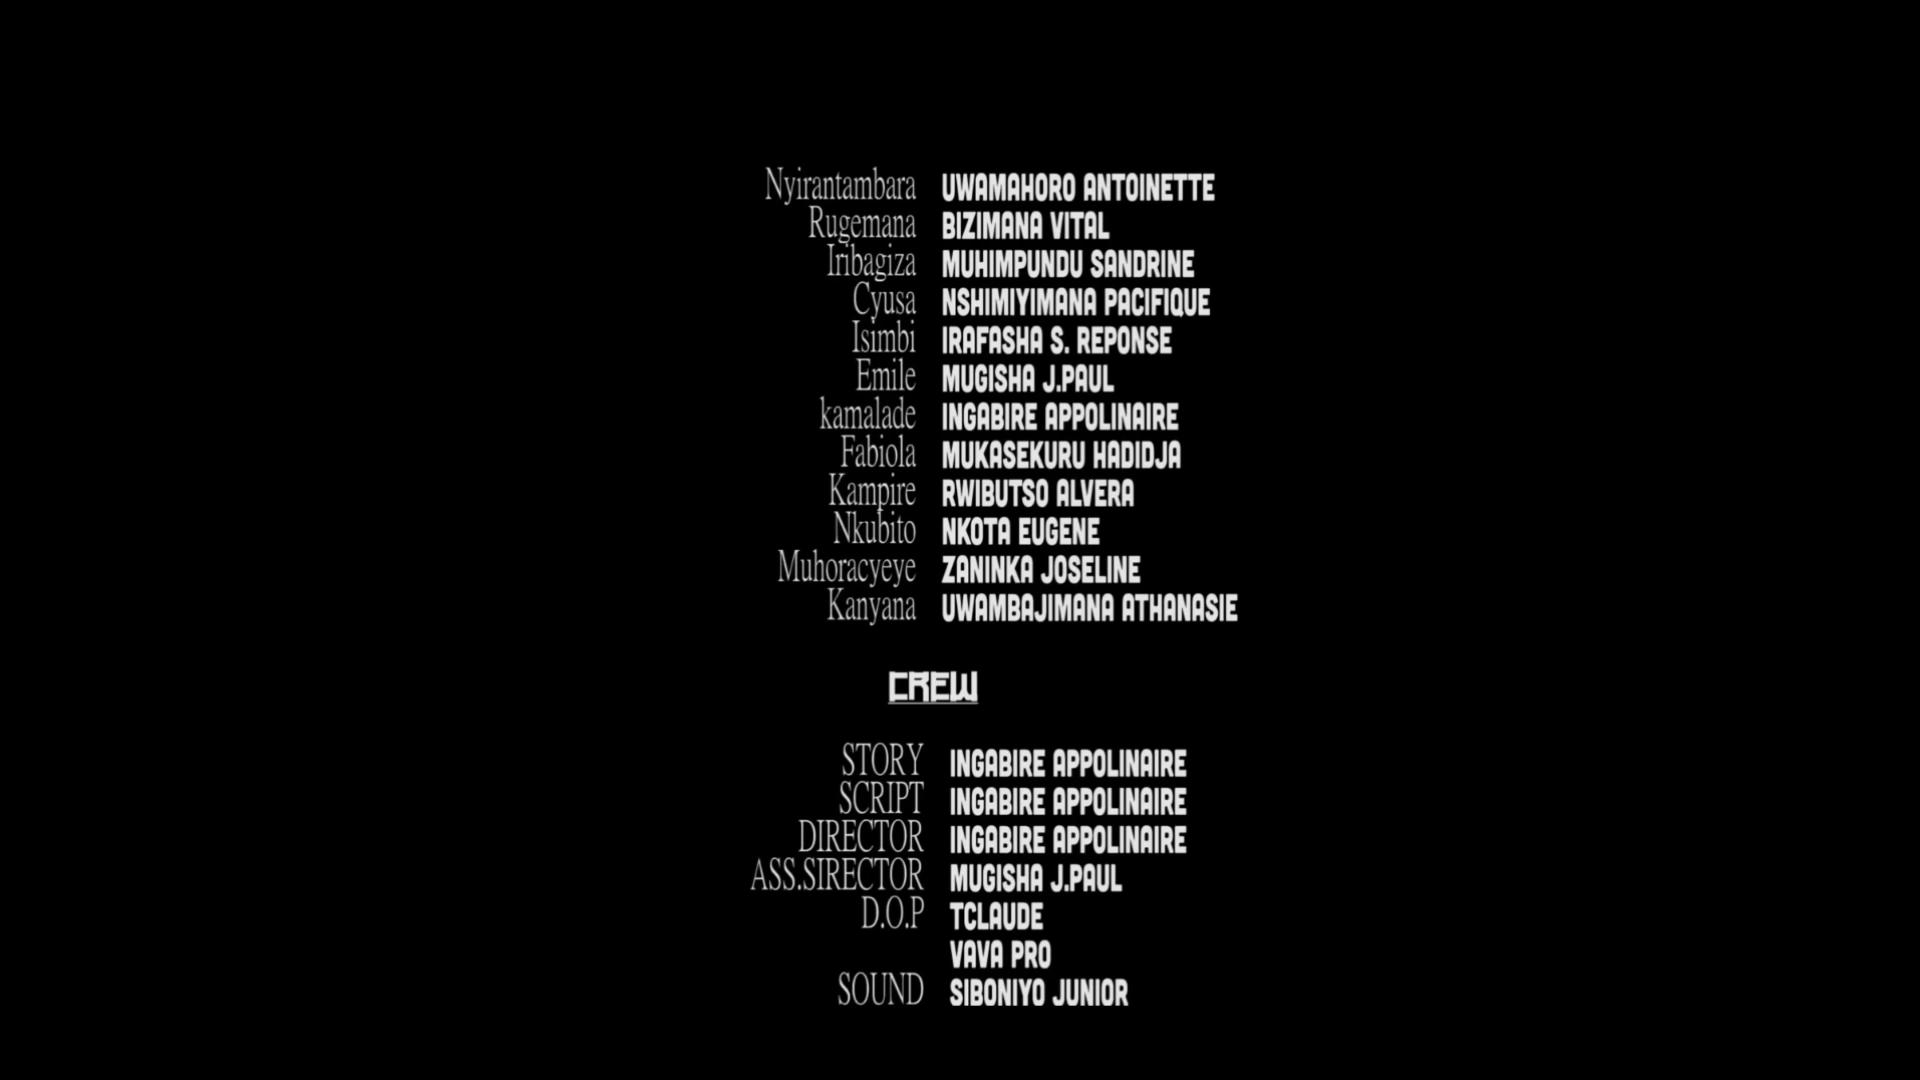 Nyirantambara UWAMAHORO ANTOINETTE
Rugemana BIZIMANA VITAL
Iribagiza MUHIMPUNDU SANDRINE
Cyusa NSHIMIYIMANA PACIFIQUE
Isimbi IRAFASHA S. REPONSE
Emile MUGISHA J.PAUL
kamalade INGABIRE APPOLINAIRE
Fabiola MUKASEKURU HADIDJA
Kampire RWIBUTSO ALVERA
Nkubito NKOTA EUGENE
Muhoracyeye ZANINKA JOSELINE
Kanyana UWAMBAJIMANA ATHANASIE
CREW
STORY INGABIRE APPOLINAIRE
SCRIPT INGABIRE APPOLINAIRE
DIRECTOR INGABIRE APPOLINAIRE
ASS.SIRECTOR MUGISHA J.PAUL
D.O.P TCLAUDE
VAVA PRO
SOUND SIBONIYO JUNIOR